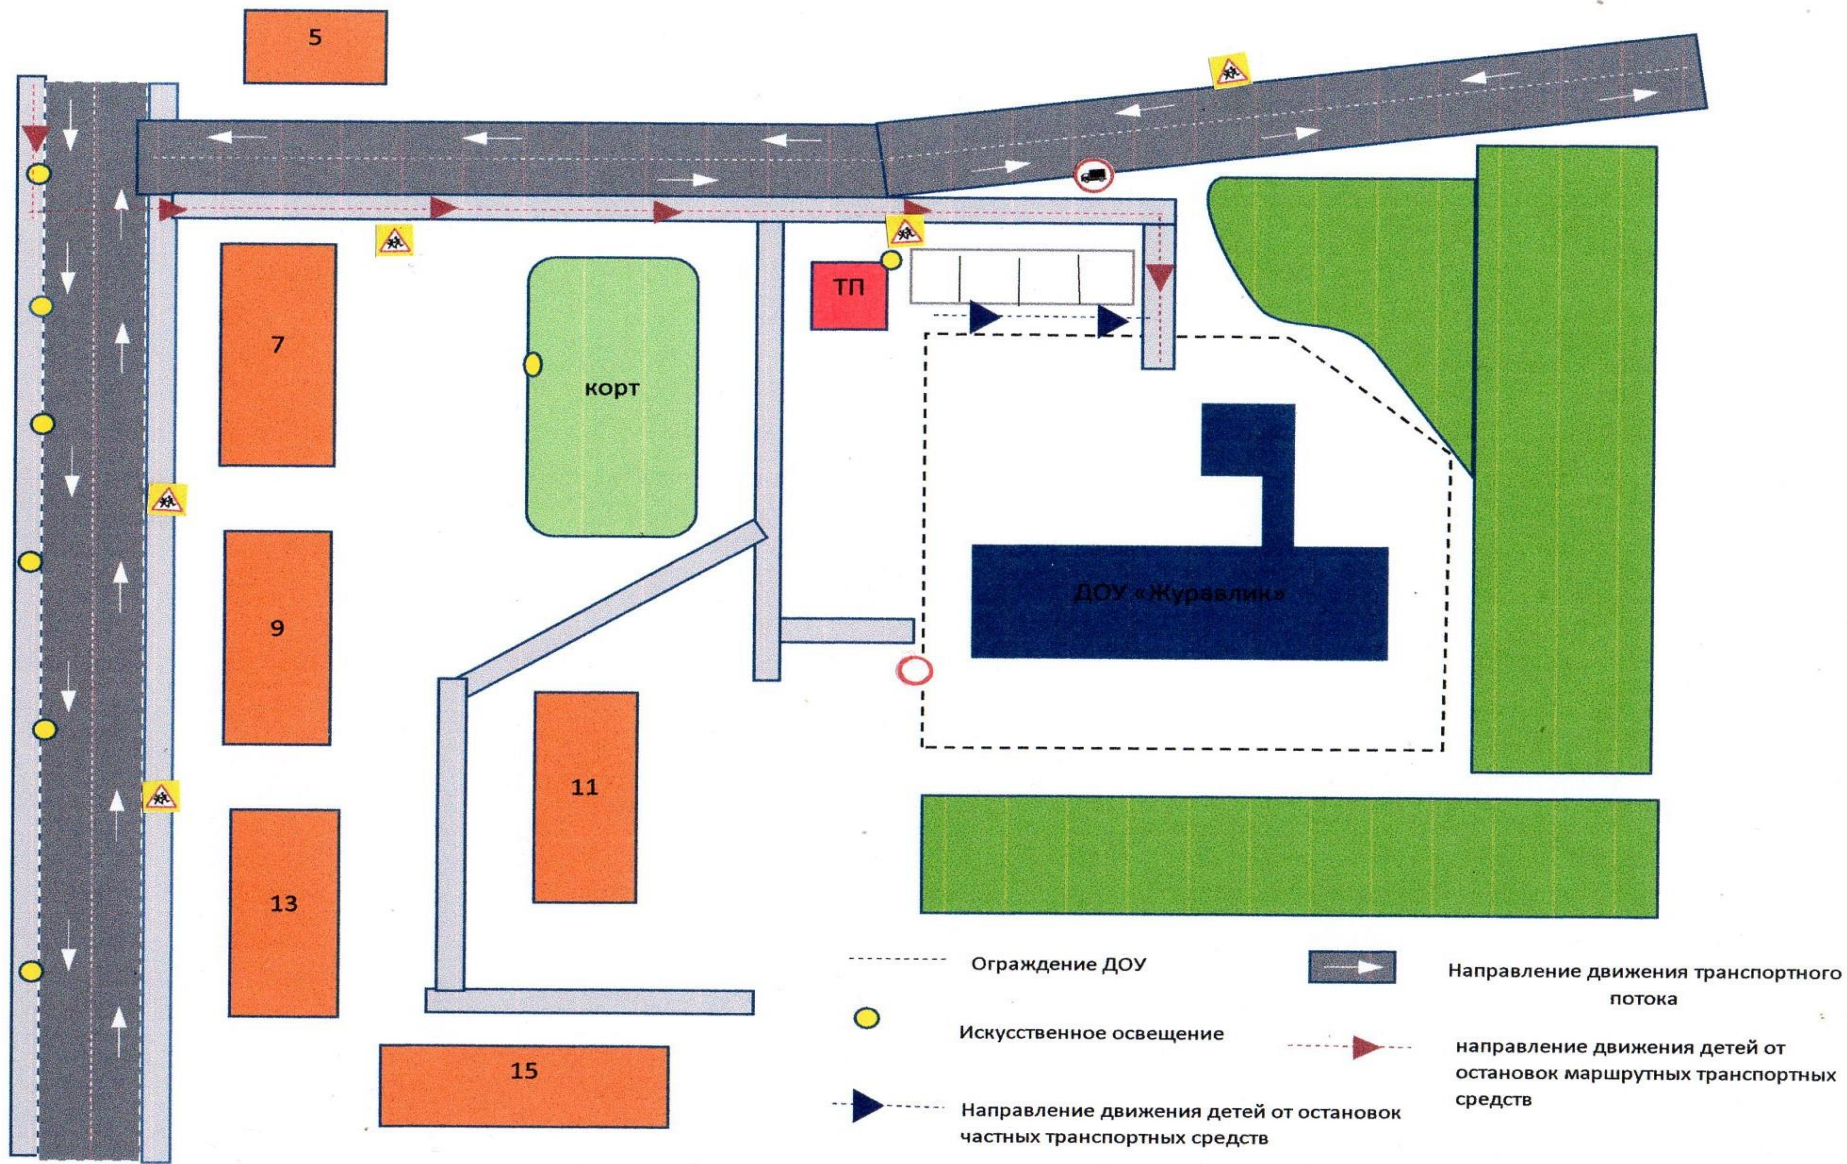 5
7
ТП
корт
ДОУ «Журавлик»
9
11
13
15
Ограждение ДОУ
Искусственное освещение
Направление движения детей от остановок
частных транспортных средств
Направление движения транспортного
потока
направление движения детей от
остановок маршрутных транспортных
средств